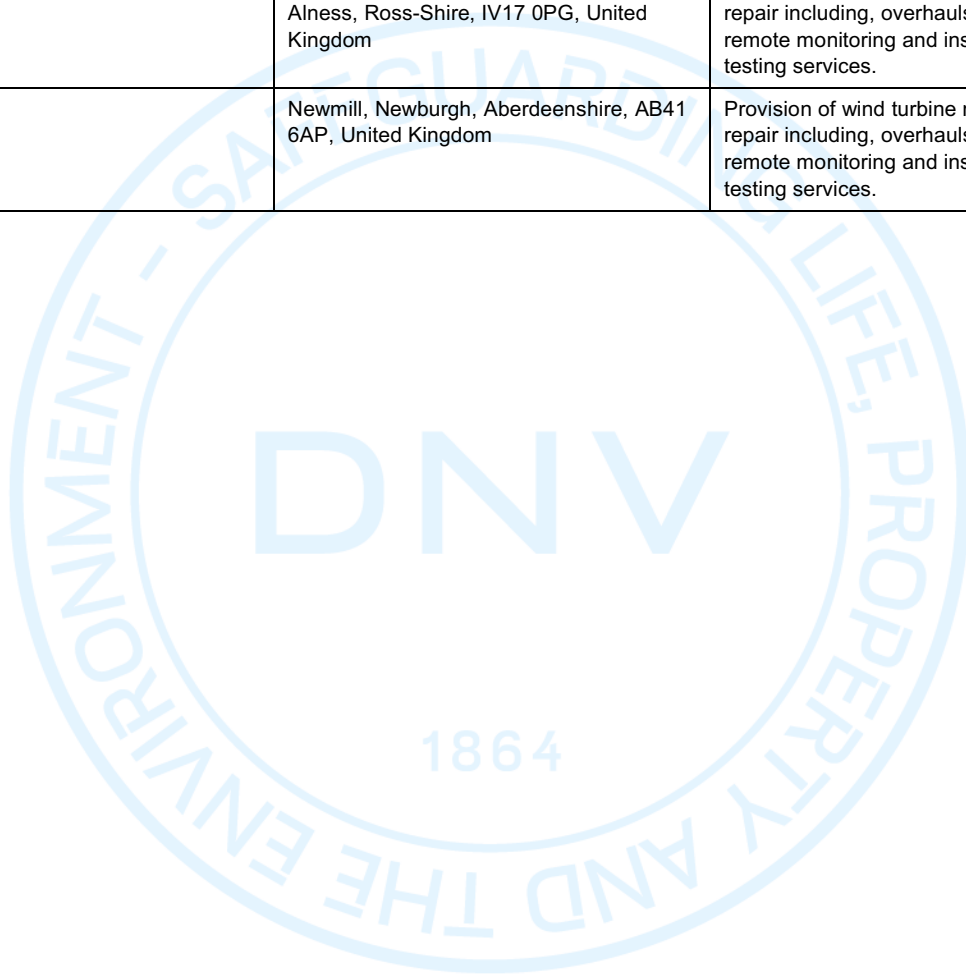 Alness, Ross-Shire, IV17 0PG, United
Kingdom
repair including, overhauls
remote monitoring and ins
testing services.
Newmill, Newburgh, Aberdeenshire, AB41
6AP, United Kingdom
Provision of wind turbine
repair including, overhauls
remote monitoring and ins
testing services.
SAFEGUARDING LIFE, PROPERTY AND THE ENVIRONMENT -
DNV
1864